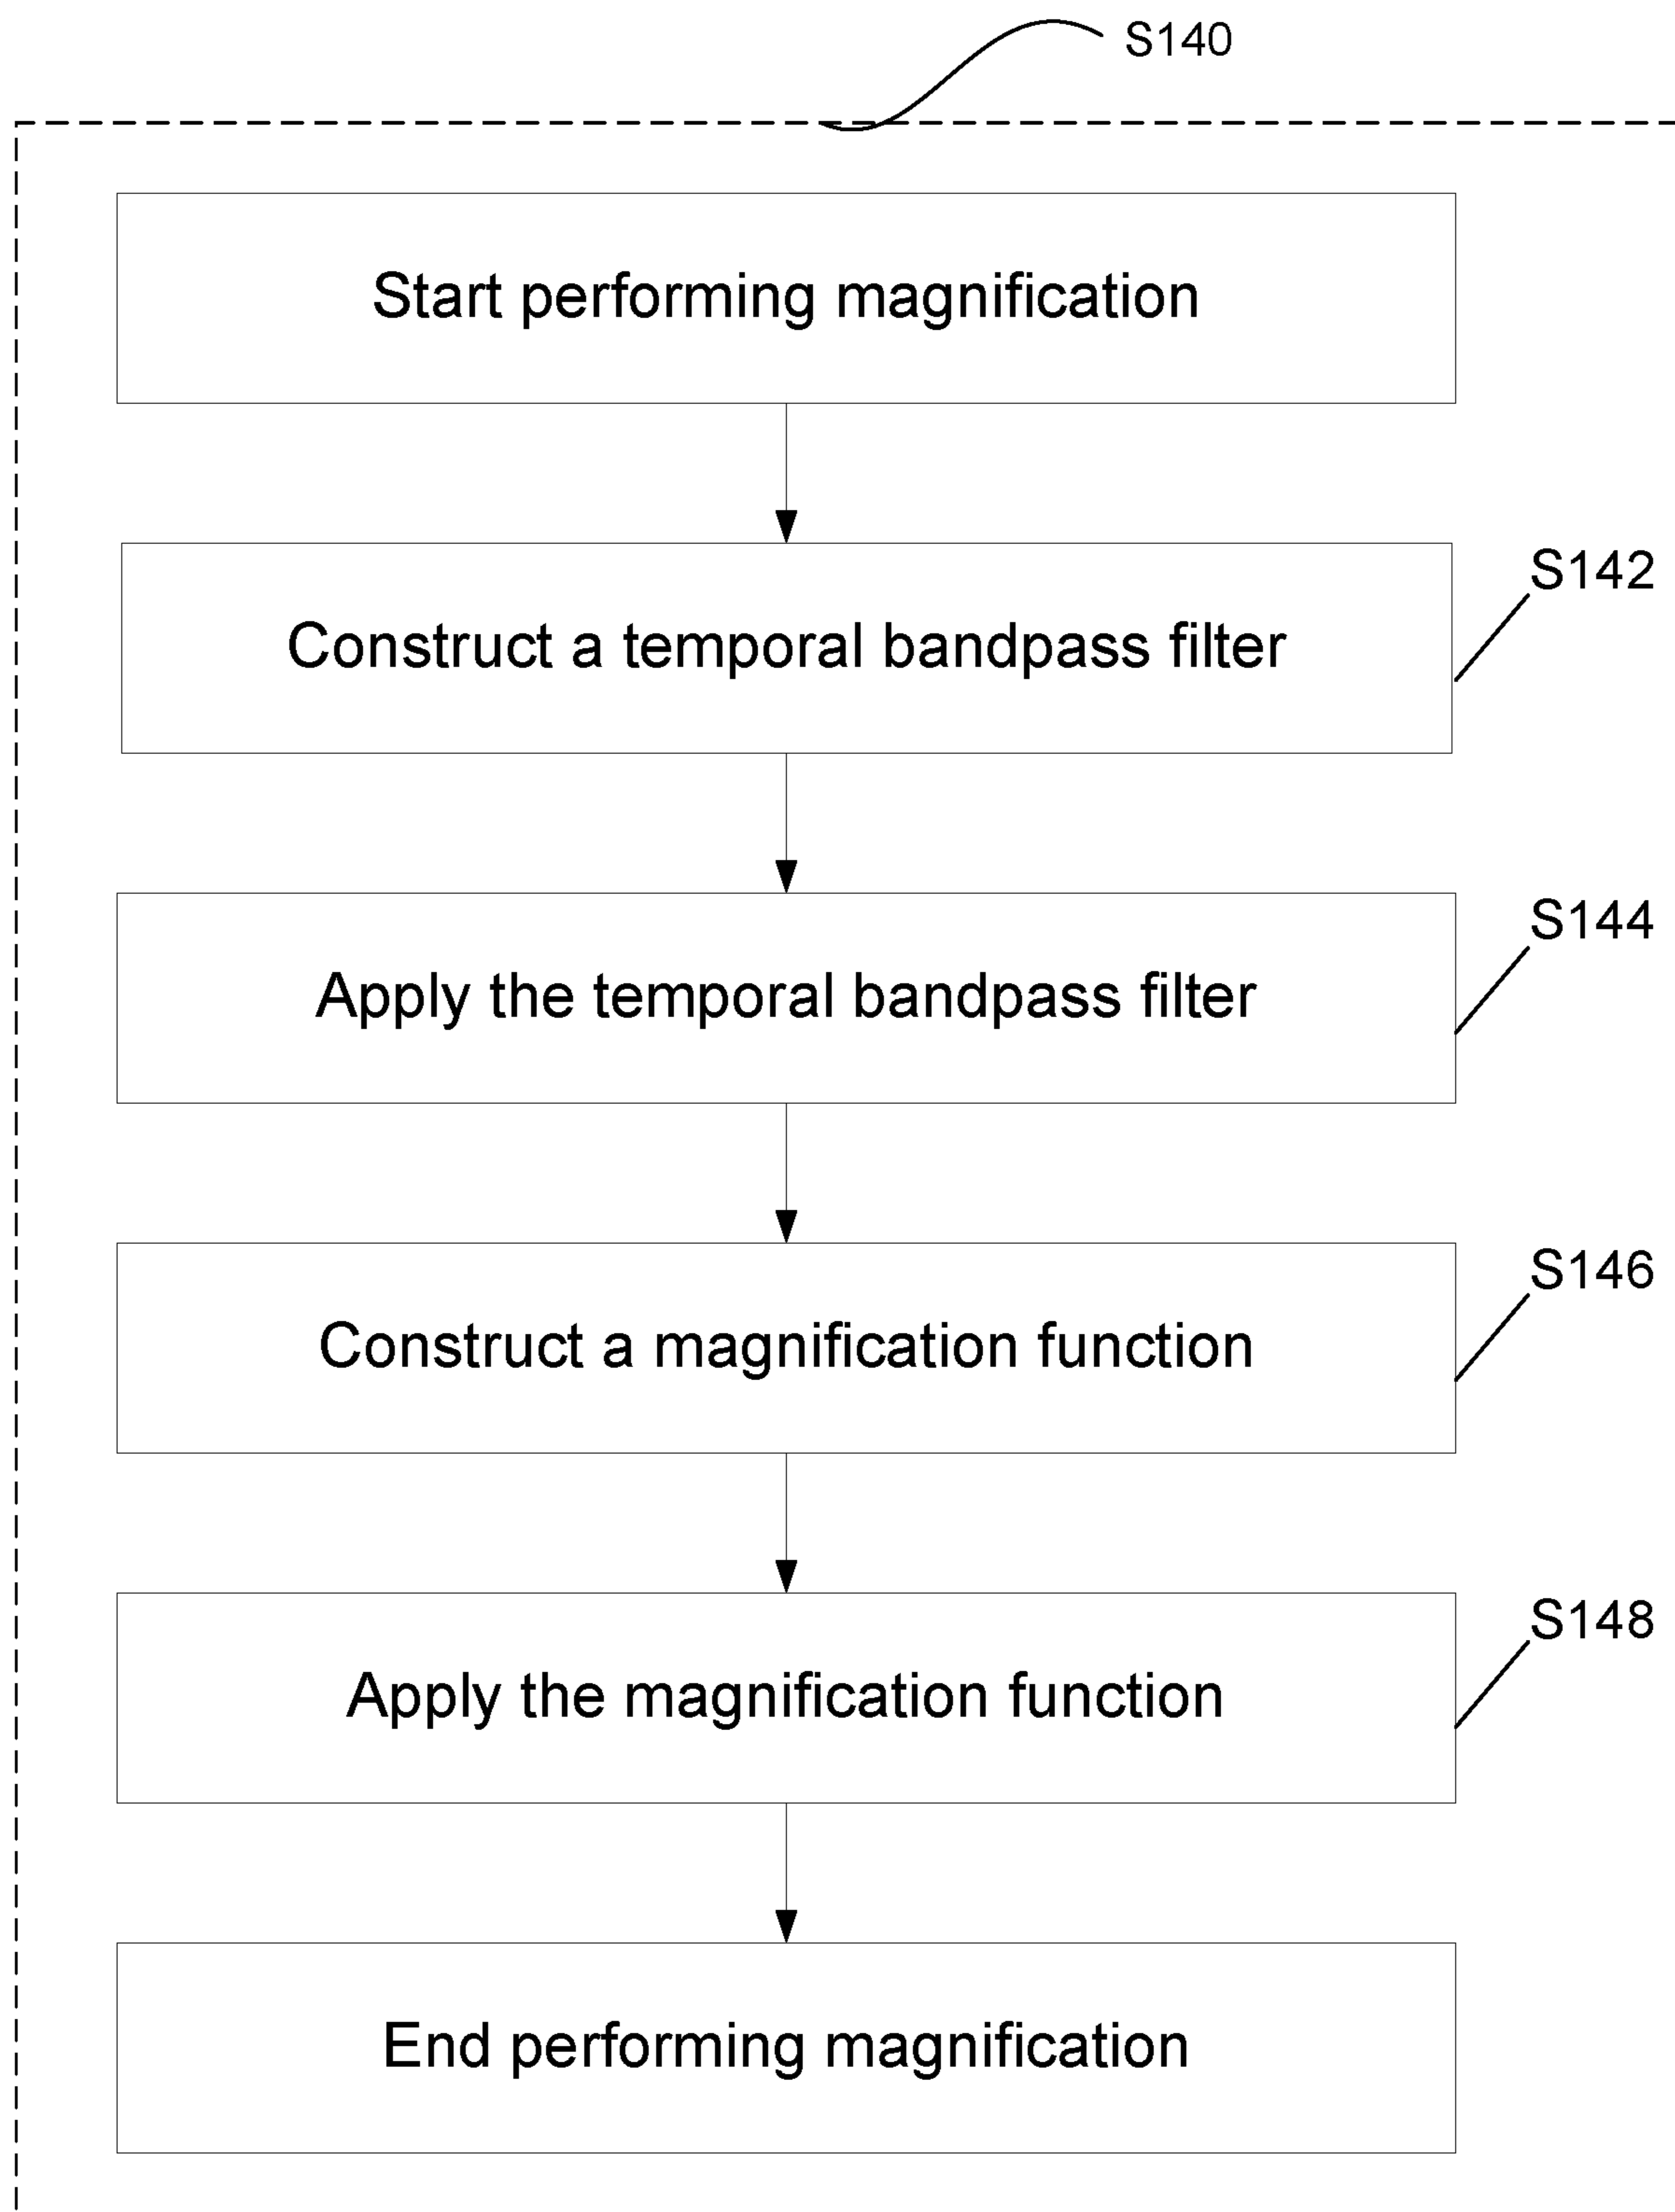 S140
Start performing magnification
Construct a temporal bandpass filter
S142
Apply the temporal bandpass filter
S144
Construct a magnification function
S146
Apply the magnification function
S148
End performing magnification